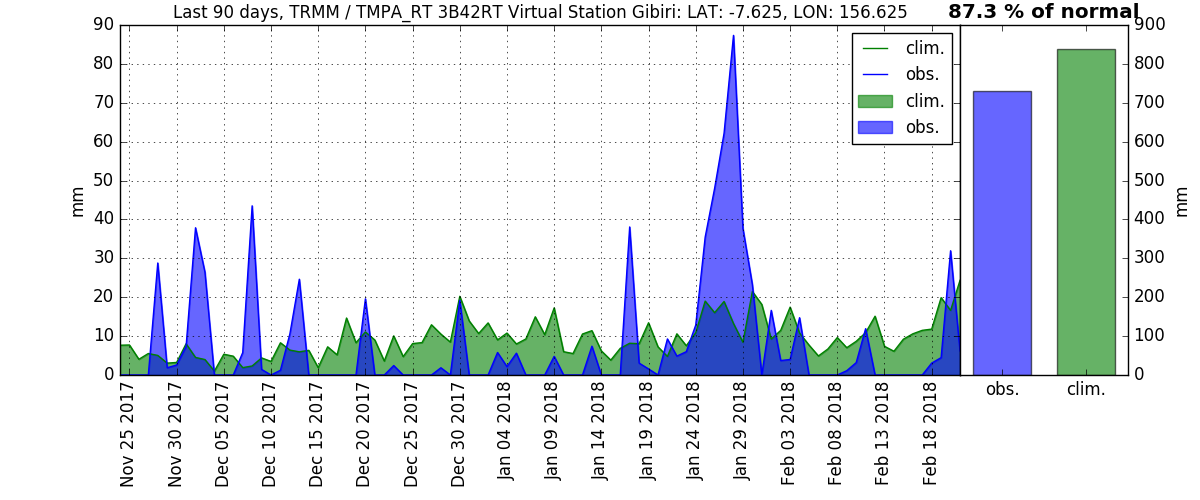 Last 90 days, TRMM / TMPA_RT 3B42RT Virtual Station Gibiri: LAT: -7.625, LON: 156.625
87.3 % of normal
90
80
70
60
50
40
30
20
10
0
mm
clim.
obs.
clim.
obs.
900
800
700
600
500
400
300
200
100
0
mm
Nov 25 2017
Nov 30 2017
Dec 05 2017
Dec 10 2017
Dec 15 2017
Dec 20 2017
Dec 25 2017
Dec 30 2017
Jan 04 2018
Jan 09 2018
Jan 14 2018
Jan 19 2018
Jan 24 2018
Jan 29 2018
Feb 03 2018
Feb 08 2018
Feb 13 2018
Feb 18 2018
obs.
clim.